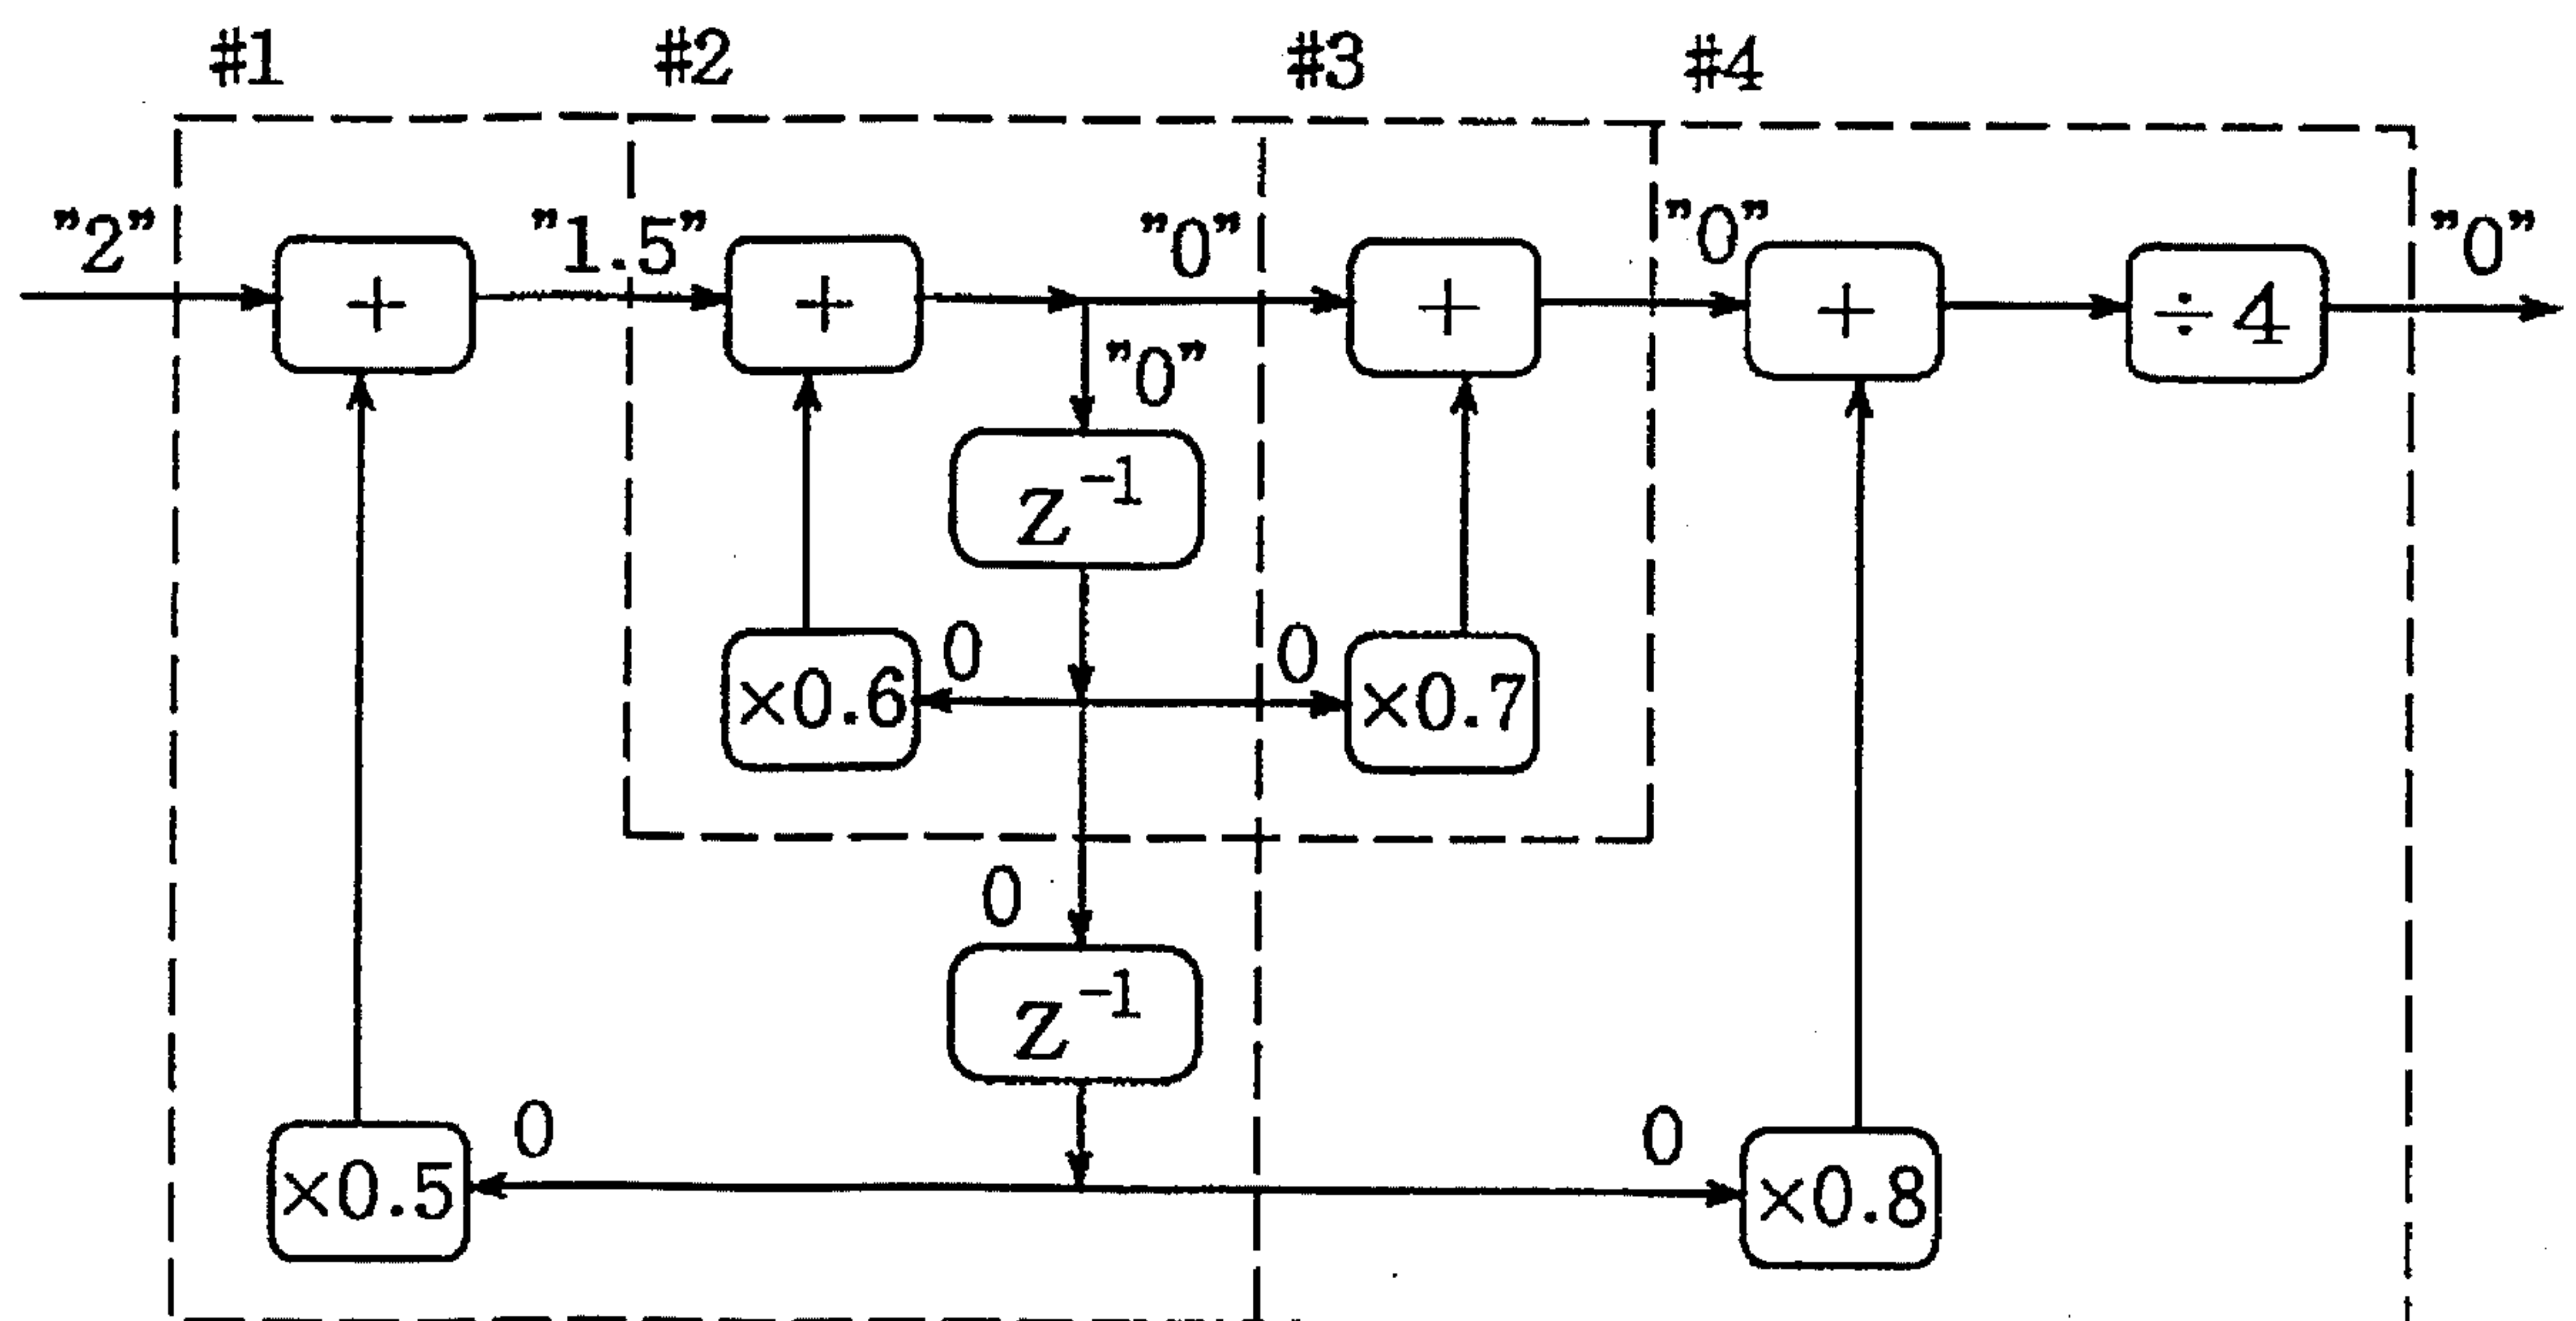 #1 #2 #3 #4
"2" "1.5" "0" "0" "0"
+ + + + ÷4
"0"
z⁻¹
0 0
×0.6 ×0.7
0
z⁻¹
0 0
×0.5 ×0.8